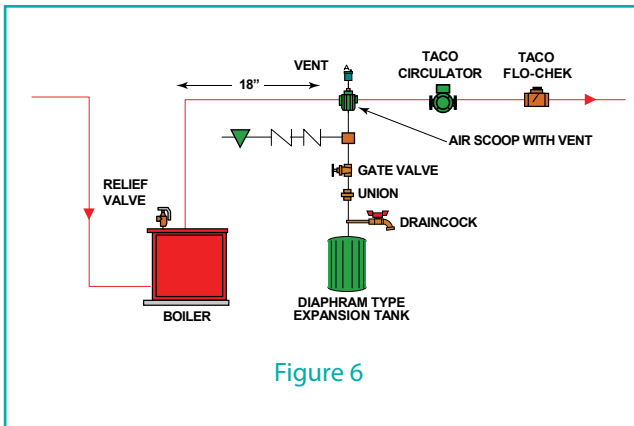 VENT
TACO
CIRCULATOR
TACO
FLO-CHEK
18”
AIR SCOOP WITH VENT
GATE VALVE
UNION
RELIEF
VALVE
DRAINCOCK
BOILER
DIAPHRAM TYPE
EXPANSION TANK
Figure 6